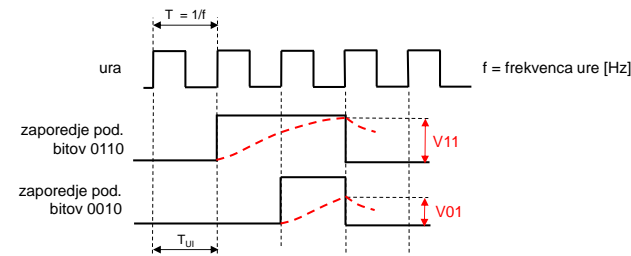 T = 1/f
ura
f = frekvenca ure [Hz]
zaporedje pod.
bitov 0110
V11
zaporedje pod.
bitov 0010
V01
TUI